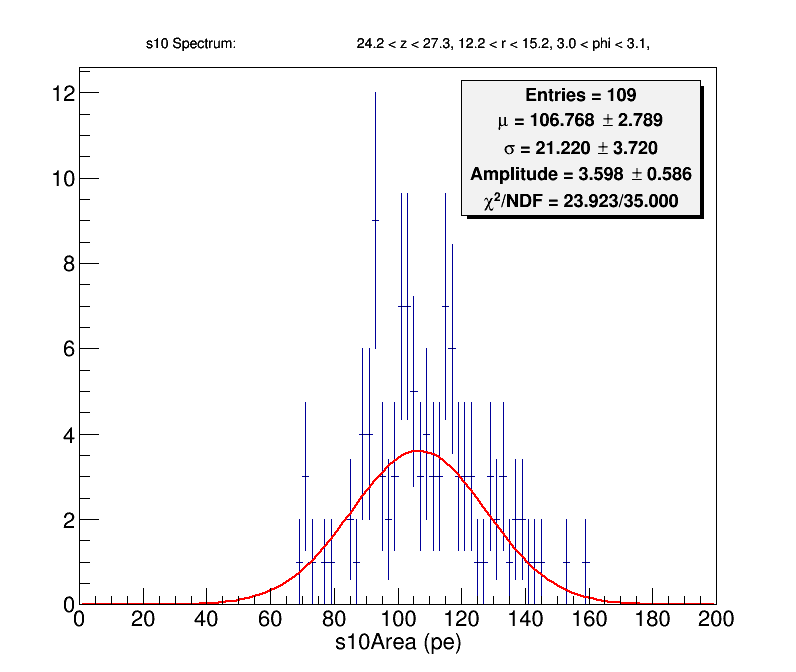 s10 Spectrum: 24.2 < z < 27.3, 12.2 < r < 15.2, 3.0 < phi < 3.1,
Entries = 109
μ = 106.768 ± 2.789
σ = 21.220 ± 3.720
Amplitude = 3.598 ± 0.586
χ²/NDF = 23.923/35.000
12
10
8
6
4
2
0
0 20 40 60 80 100 120 140 160 180 200
s10Area (pe)